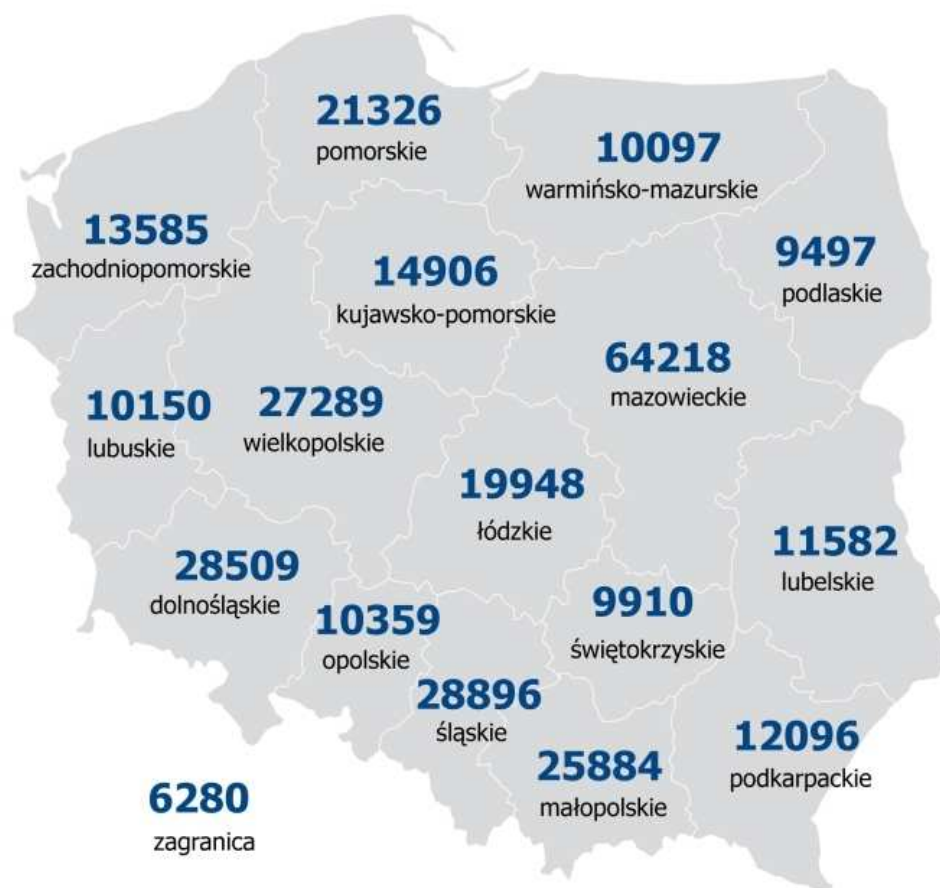 21326
pomorskie
10097
warmińsko-mazurskie
13585
zachodniopomorskie
14906
kujawsko-pomorskie
9497
podlaskie
64218
mazowieckie
10150
lubuskie
27289
wielkopolskie
19948
łódzkie
11582
lubelskie
28509
dolnośląskie
10359
opolskie
9910
świętokrzyskie
28896
śląskie
12096
podkarpackie
25884
małopolskie
6280
zagranica